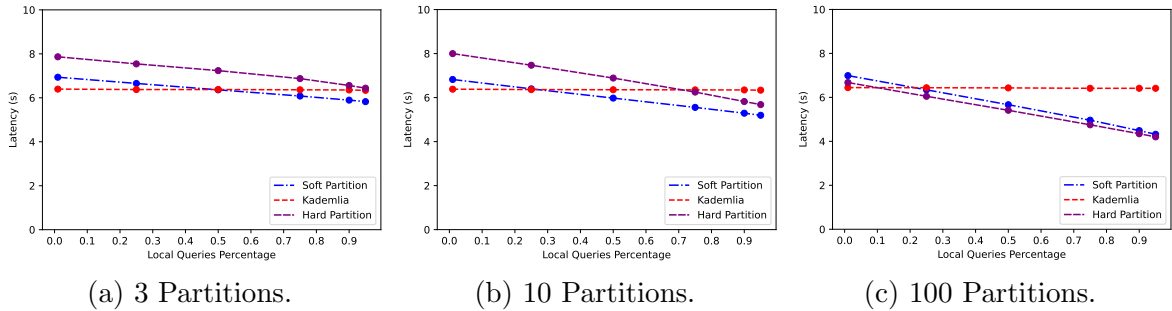 10
8
6
4
2
0
Latency (s)
0.0 0.1 0.2 0.3 0.4 0.5 0.6 0.7 0.8 0.9
Local Queries Percentage
Soft Partition
Kademlia
Hard Partition
(a) 3 Partitions.
10
8
6
4
2
0
Latency (s)
0.0 0.1 0.2 0.3 0.4 0.5 0.6 0.7 0.8 0.9
Local Queries Percentage
Soft Partition
Kademlia
Hard Partition
(b) 10 Partitions.
10
8
6
4
2
0
Latency (s)
0.0 0.1 0.2 0.3 0.4 0.5 0.6 0.7 0.8 0.9
Local Queries Percentage
Soft Partition
Kademlia
Hard Partition
(c) 100 Partitions.